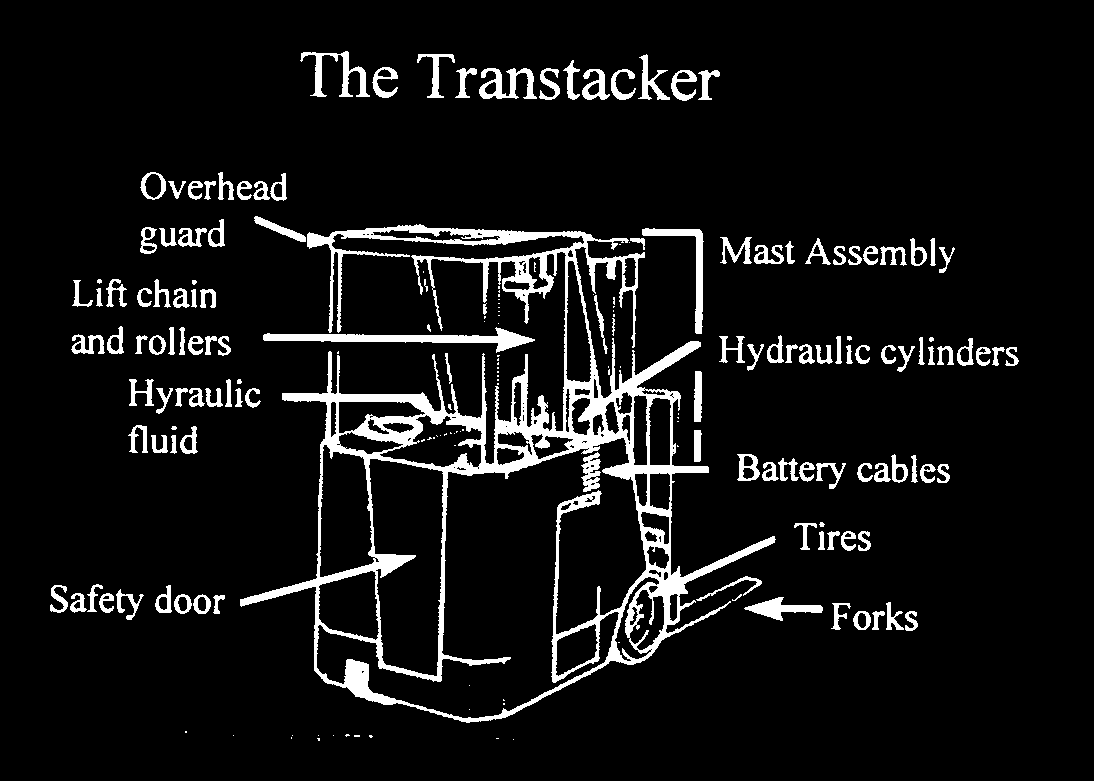 The Transtacker
Overhead
guard
Mast Assembly
Lift chain
and rollers
Hydraulic cylinders
Hyraulic
fluid
Battery cables
Tires
Safety door
Forks